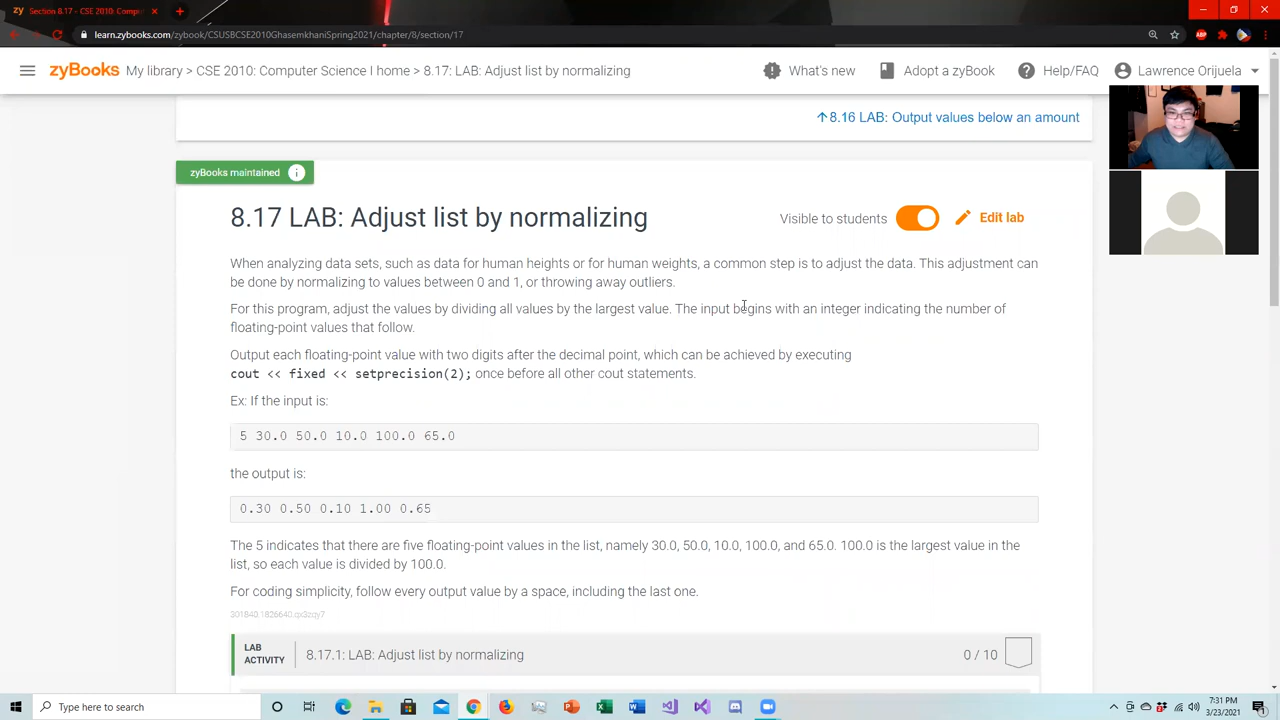 zy Section 8.17 - CSE 2010: Comp
learn.zybooks.com/zybook/CSUSBCSE2010GhasemkhaniSpring2021/chapter/8/section/17
zyBooks My library > CSE 2010: Computer Science I home > 8.17: LAB: Adjust list by normalizing
What's new
Adopt a zyBook
Help/FAQ
Lawrence Orijuela
8.16 LAB: Output values below an amount
zyBooks maintained
8.17 LAB: Adjust list by normalizing
Visible to students
Edit lab
When analyzing data sets, such as data for human heights or for human weights, a common step is to adjust the data. This adjustment can
be done by normalizing to values between 0 and 1, or throwing away outliers.
For this program, adjust the values by dividing all values by the largest value. The input begins with an integer indicating the number of
floating-point values that follow.
Output each floating-point value with two digits after the decimal point, which can be achieved by executing
cout << fixed << setprecision(2); once before all other cout statements.
Ex: If the input is:
5 30.0 50.0 10.0 100.0 65.0
the output is:
0.30 0.50 0.10 1.00 0.65
The 5 indicates that there are five floating-point values in the list, namely 30.0, 50.0, 10.0, 100.0, and 65.0. 100.0 is the largest value in the
list, so each value is divided by 100.0.
For coding simplicity, follow every output value by a space, including the last one.
301840.1826640.qx3zqy7
LAB
ACTIVITY
8.17.1: LAB: Adjust list by normalizing
0 / 10
Type here to search
7:31 PM
3/23/2021